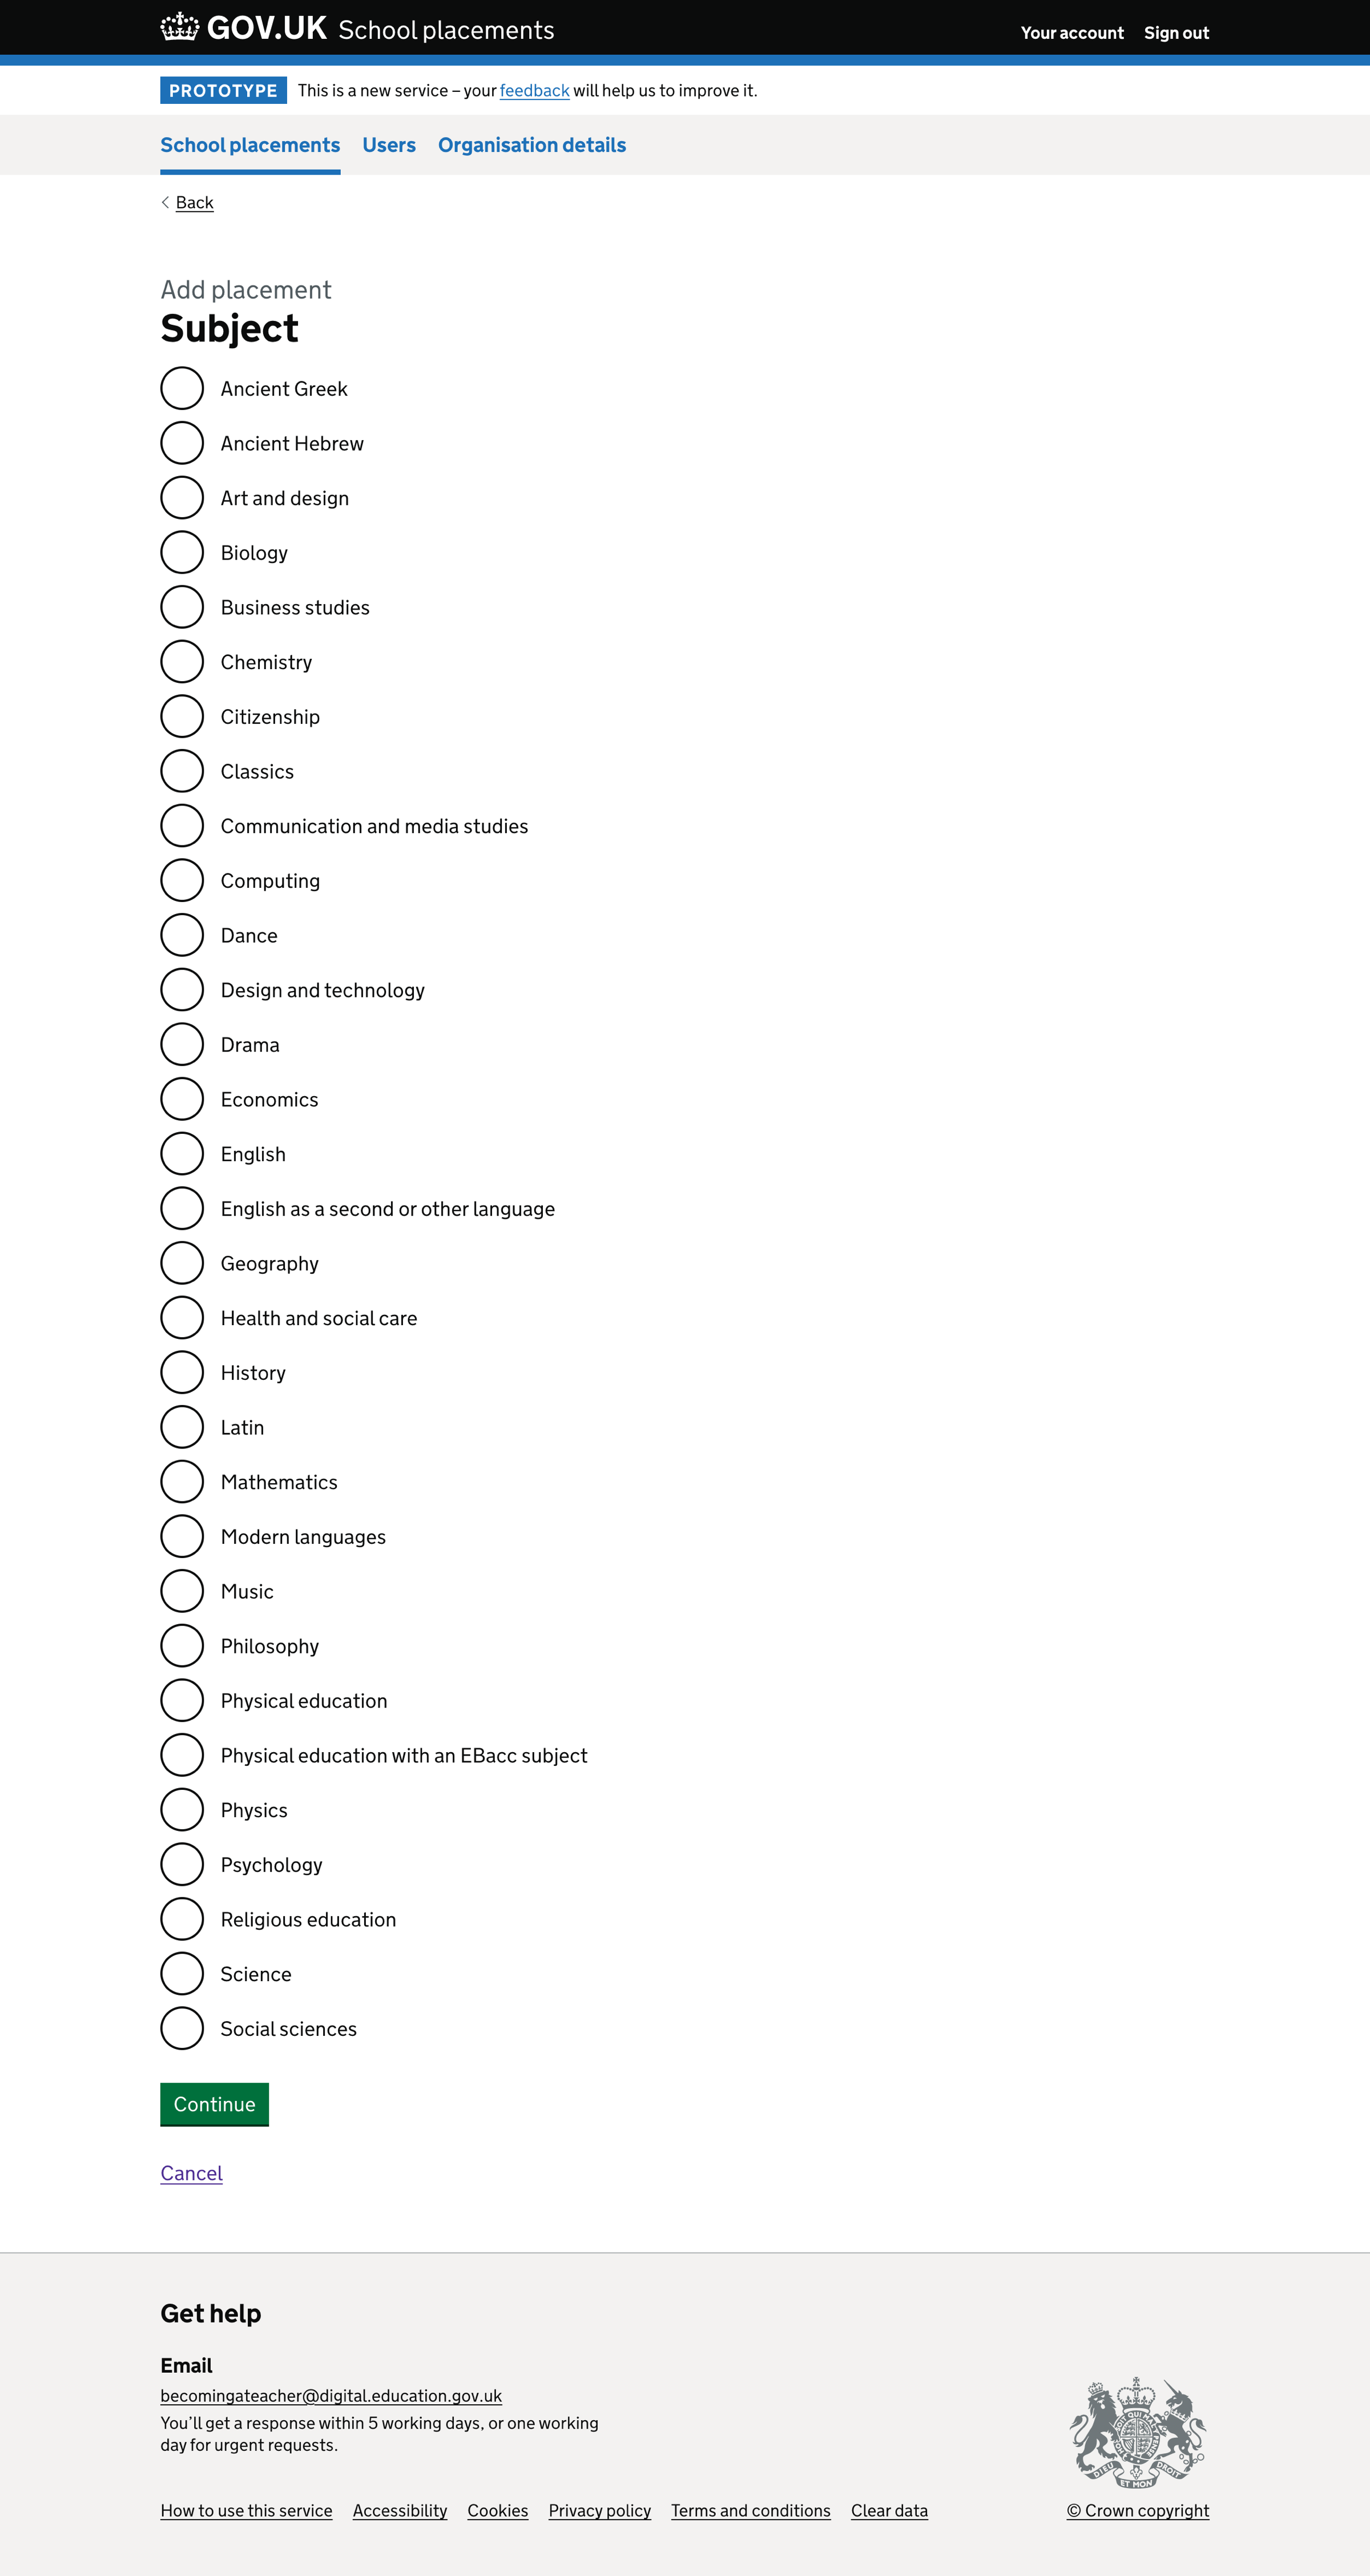 GOV.UK School placements Your account Sign out
PROTOTYPE This is a new service – your feedback will help us to improve it.
School placements Users Organisation details
Back
Add placement
Subject
Ancient Greek
Ancient Hebrew
Art and design
Biology
Business studies
Chemistry
Citizenship
Classics
Communication and media studies
Computing
Dance
Design and technology
Drama
Economics
English
English as a second or other language
Geography
Health and social care
History
Latin
Mathematics
Modern languages
Music
Philosophy
Physical education
Physical education with an EBacc subject
Physics
Psychology
Religious education
Science
Social sciences
Continue
Cancel
Get help
Email
becomingateacher@digital.education.gov.uk
You’ll get a response within 5 working days, or one working
day for urgent requests.
DIEU ET MON DROIT
How to use this service Accessibility Cookies Privacy policy Terms and conditions Clear data © Crown copyright